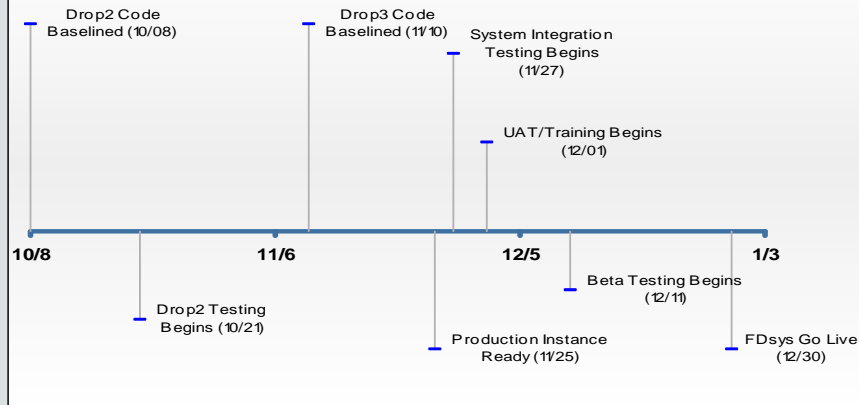 Drop2 Code
Baselined (10/08)
Drop3 Code
Baselined (11/10)
System Integration
Testing Begins
(11/27)
UAT/Training Begins
(12/01)
10/8
11/6
12/5
1/3
Drop2 Testing
Begins (10/21)
Production Instance
Ready (11/25)
Beta Testing Begins
(12/11)
FDsys Go Live
(12/30)